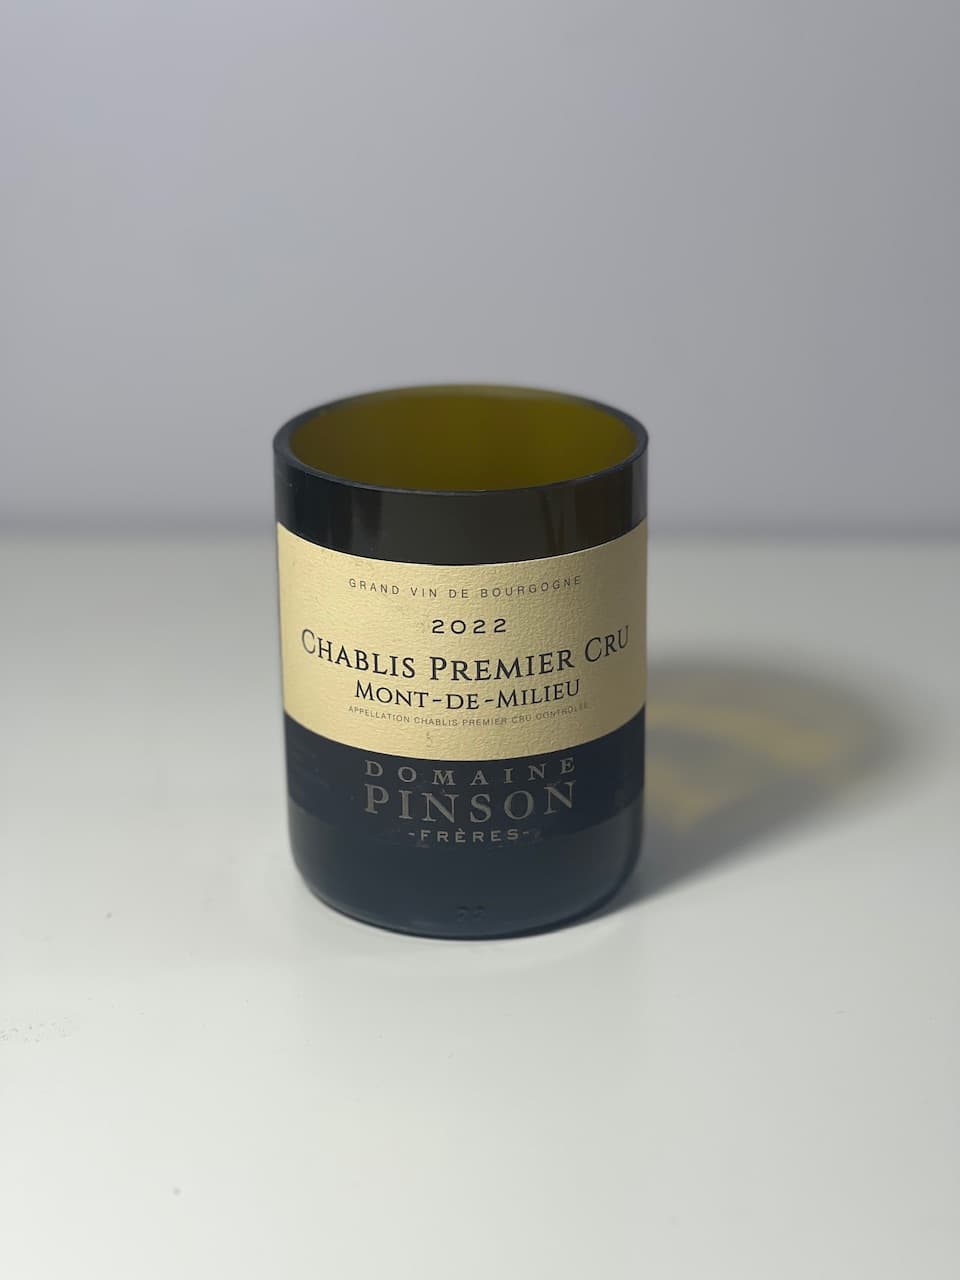 GRAND VIN DE BOURGOGNE
2022
CHABLIS PREMIER CRU
MONT-DE-MILIEU
APPELLATION CHABLIS PREMIER CRU CONTRÔLÉE
DOMAINE
PINSON
-FRÈRES-